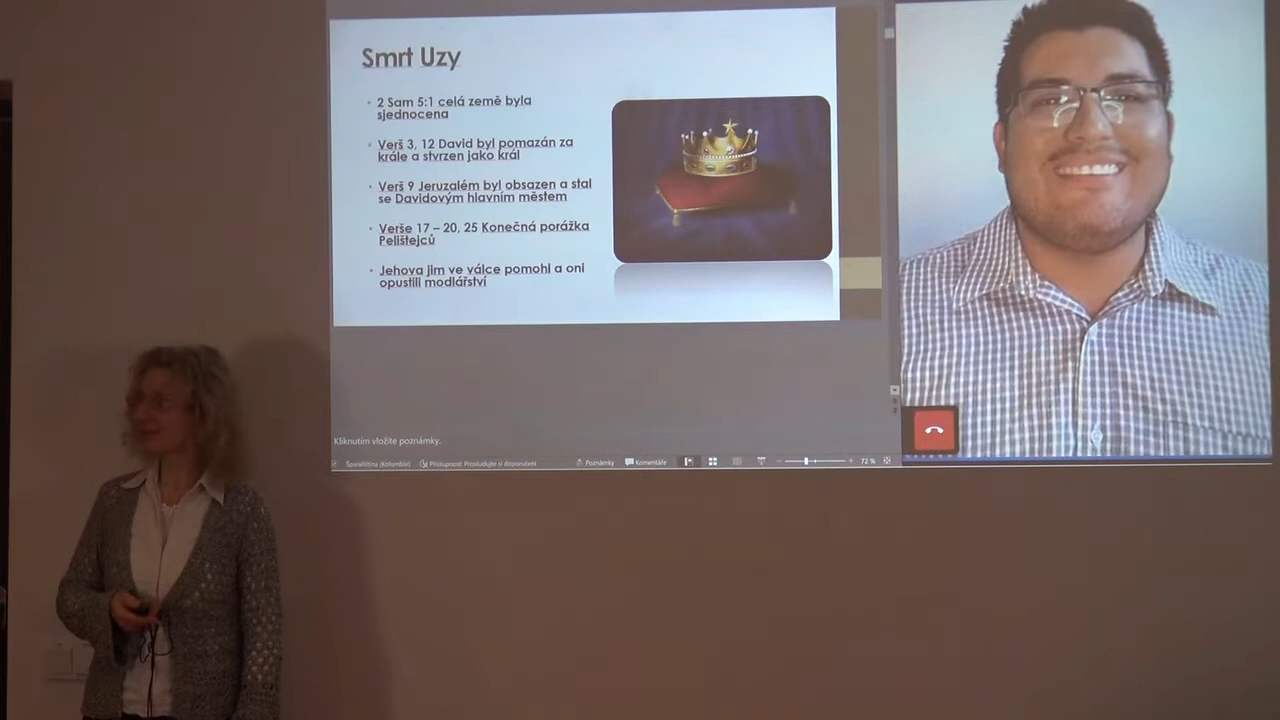 Smrt Uzy
2 Sam 5:1 celá země byla
sjednocena
Verš 3, 12 David byl pomazán za
krále a stvrzen jako král
Verš 9 Jeruzalém byl obsazen a stal
se Davidovým hlavním městem
Verše 17 – 20, 25 Konečná porážka
Pelištejců
Jehova jim ve válce pomohl a oni
opustili modlářství
Kliknutím vložíte poznámky.
Španělština (Kolumbie) Přístupnost: Prostudujte si doporučení Poznámky Komentáře 72 %